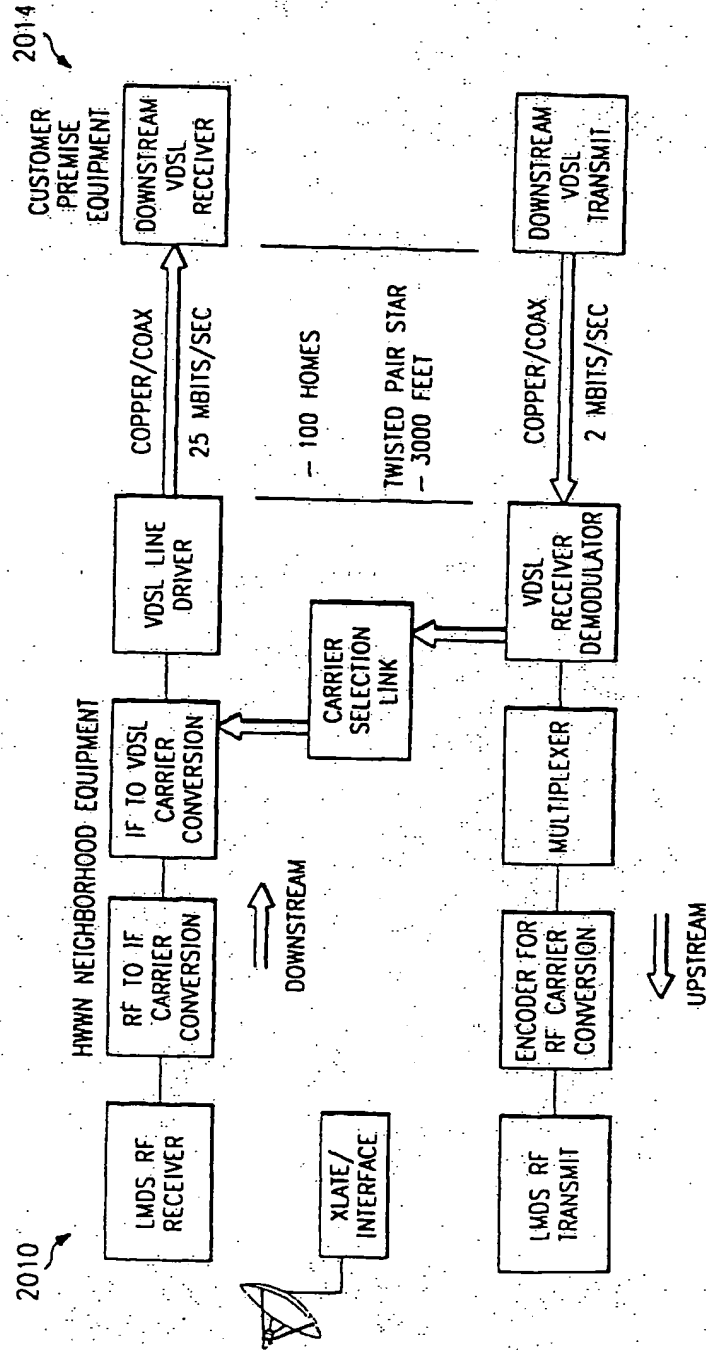 2010
2014
HWWN NEIGHBORHOOD EQUIPMENT
CUSTOMER
PREMISE
EQUIPMENT
LMDS RF
RECEIVER
RF TO IF
CARRIER
CONVERSION
IF TO VDSL
CARRIER
CONVERSION
VDSL LINE
DRIVER
COPPER/COAX
25 MBITS/SEC
DOWNSTREAM
VDSL
RECEIVER
DOWNSTREAM
XLATE/
INTERFACE
CARRIER
SELECTION
LINK
- 100 HOMES
TWISTED PAIR STAR
- 3000 FEET
LMDS RF
TRANSMIT
ENCODER FOR
RF CARRIER
CONVERSION
MULTIPLEXER
VDSL
RECEIVER
DEMODULATOR
COPPER/COAX
2 MBITS/SEC
DOWNSTREAM
VDSL
TRANSMIT
UPSTREAM